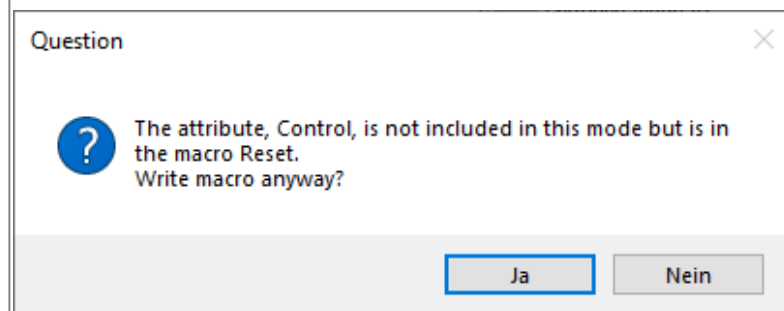 Question
The attribute, Control, is not included in this mode but is in
the macro Reset.
Write macro anyway?
Ja
Nein